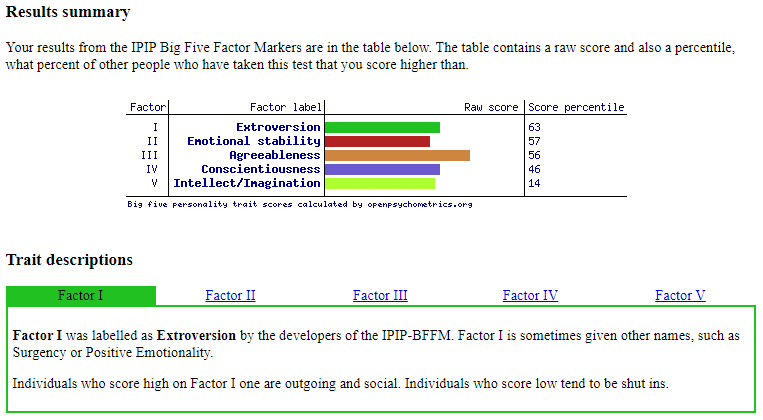 Results summary
Your results from the IPIP Big Five Factor Markers are in the table below. The table contains a raw score and also a percentile,
what percent of other people who have taken this test that you score higher than.
Factor Factor label Raw score Score percentile
I Extroversion 63
II Emotional stability 57
III Agreeableness 56
IV Conscientiousness 46
V Intellect/Imagination 14
Big five personality trait scores calculated by openpsychometrics.org
Trait descriptions
Factor I Factor II Factor III Factor IV Factor V
Factor I was labelled as Extroversion by the developers of the IPIP-BFFM. Factor I is sometimes given other names, such as
Surgency or Positive Emotionality.
Individuals who score high on Factor I one are outgoing and social. Individuals who score low tend to be shut ins.